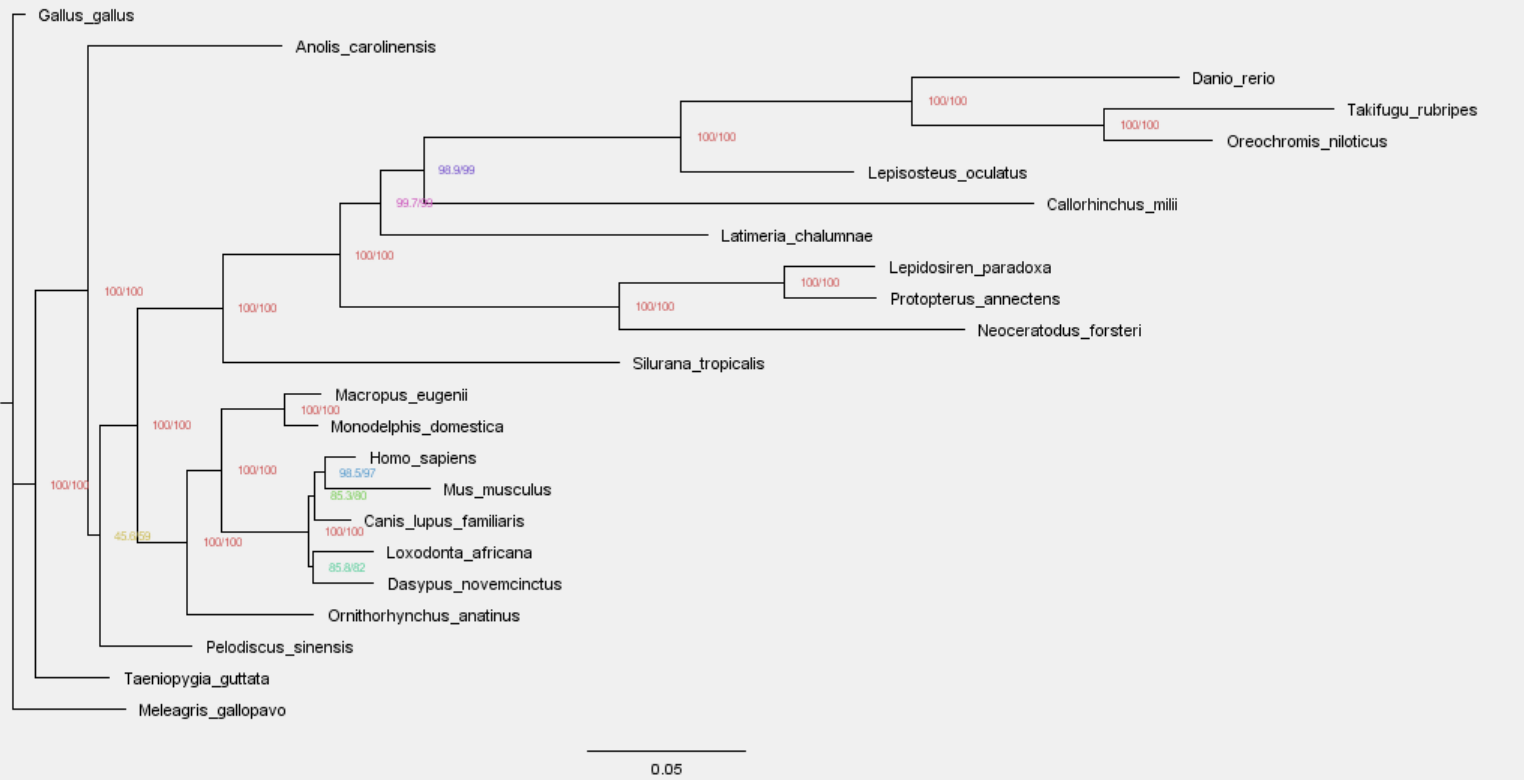 Gallus_gallus
Anolis_carolinensis
Danio_rerio
100/100
Takifugu_rubripes
100/100
100/100
Oreochromis_niloticus
98.9/99
Lepisosteus_oculatus
99.7/99
Callorhinchus_milii
Latimeria_chalumnae
100/100
Lepidosiren_paradoxa
100/100
100/100
Protopterus_annectens
100/100
100/100
Neoceratodus_forsteri
Silurana_tropicalis
Macropus_eugenii
100/100
100/100
Monodelphis_domestica
Homo_sapiens
100/100
98.5/97
100/100
Mus_musculus
85.3/80
Canis_lupus_familiaris
45.6/59
100/100
100/100
Loxodonta_africana
85.8/82
Dasypus_novemcinctus
Ornithorhynchus_anatinus
Pelodiscus_sinensis
Taeniopygia_guttata
Meleagris_gallopavo
0.05